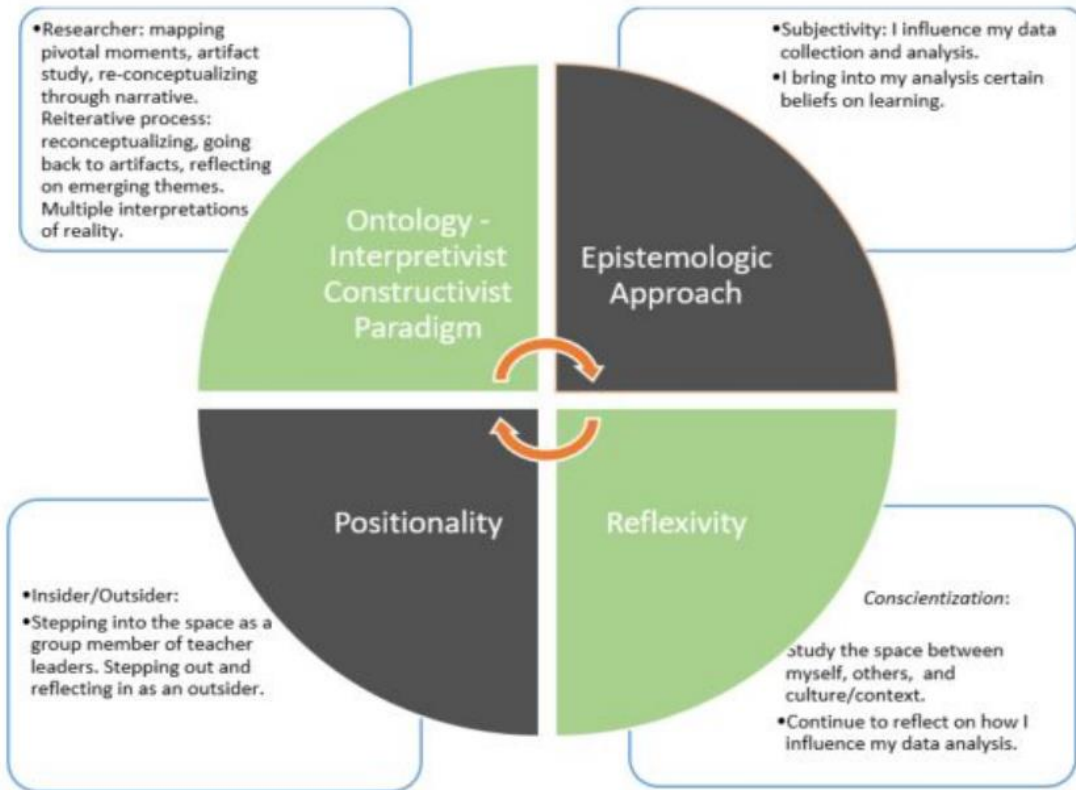 •Researcher: mapping
pivotal moments, artifact
study, re-conceptualizing
through narrative.
Reiterative process:
reconceptualizing, going
back to artifacts, reflecting
on emerging themes.
Multiple interpretations
of reality.
•Subjectivity: I influence my data
collection and analysis.
•I bring into my analysis certain
beliefs on learning.
Ontology -
Interpretivist
Constructivist
Paradigm
Epistemologic
Approach
Positionality
Reflexivity
•Insider/Outsider:
•Stepping into the space as a
group member of teacher
leaders. Stepping out and
reflecting in as an outsider.
Conscientization:
Study the space between
myself, others, and
culture/context.
•Continue to reflect on how I
influence my data analysis.